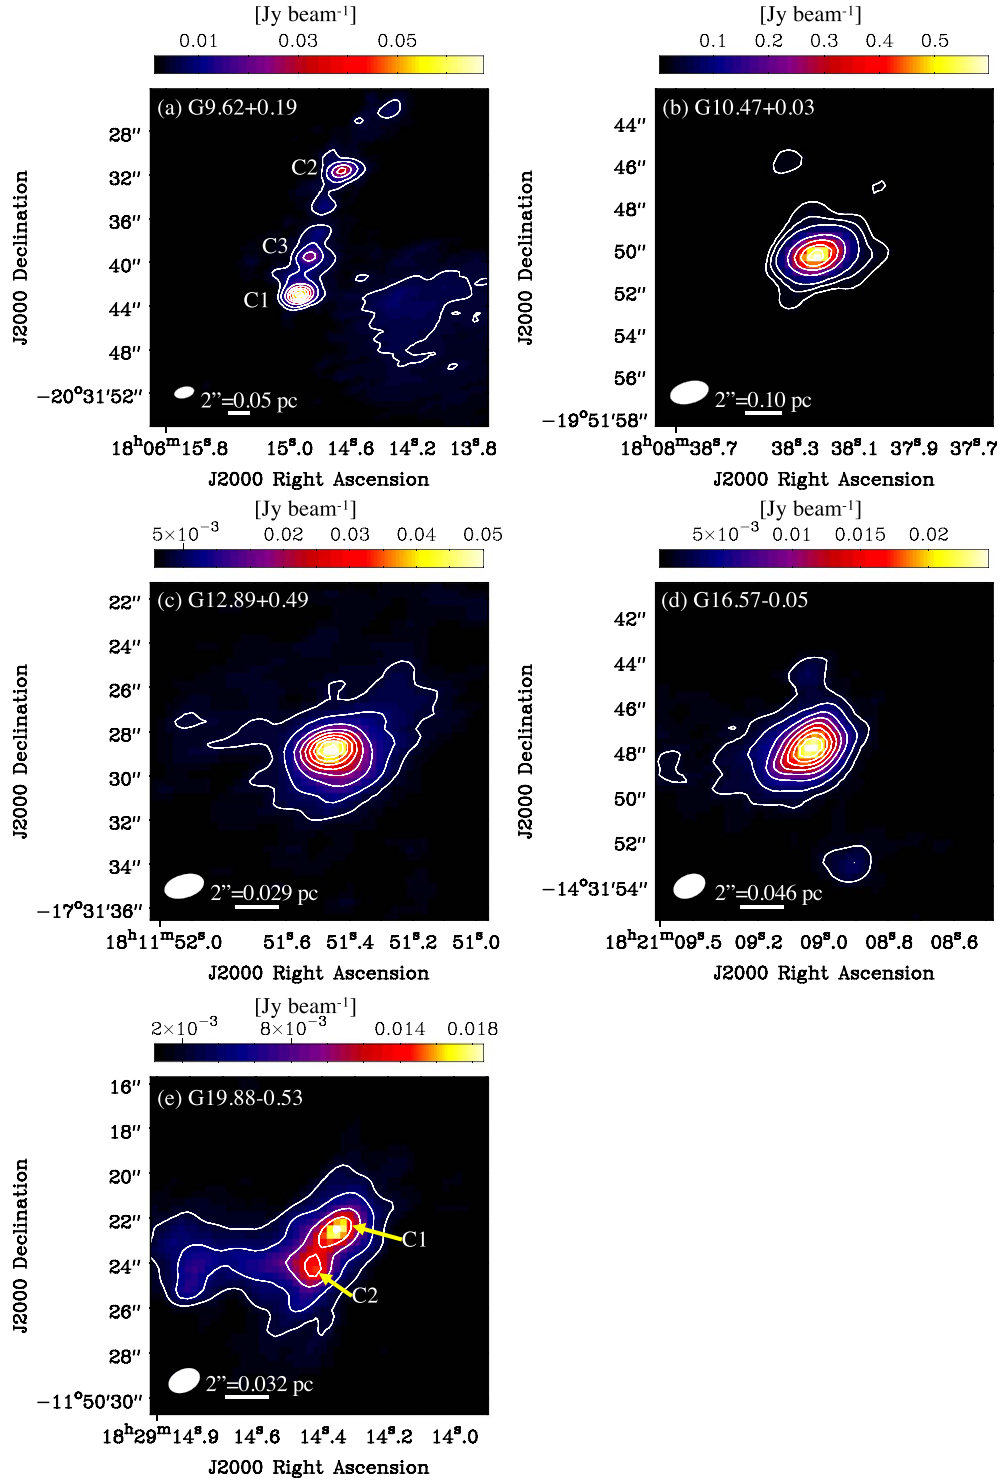 [Jy beam⁻¹]
0.01 0.03 0.05
(a) G9.62+0.19
28″
32″
36″
40″
44″
48″
−20°31′52″
C2
C3
C1
2”=0.05 pc
18ʰ06ᵐ15ˢ.8 15ˢ.0 14ˢ.6 14ˢ.2 13ˢ.8
J2000 Right Ascension
J2000 Declination
[Jy beam⁻¹]
0.1 0.2 0.3 0.4 0.5
(b) G10.47+0.03
44″
46″
48″
50″
52″
54″
56″
−19°51′58″
2”=0.10 pc
18ʰ08ᵐ38ˢ.7 38ˢ.3 38ˢ.1 37ˢ.9 37ˢ.7
J2000 Right Ascension
J2000 Declination
[Jy beam⁻¹]
5×10⁻³ 0.02 0.03 0.04 0.05
(c) G12.89+0.49
22″
24″
26″
28″
30″
32″
34″
−17°31′36″
2”=0.029 pc
18ʰ11ᵐ52ˢ.0 51ˢ.6 51ˢ.4 51ˢ.2 51ˢ.0
J2000 Right Ascension
J2000 Declination
[Jy beam⁻¹]
5×10⁻³ 0.01 0.015 0.02
(d) G16.57-0.05
42″
44″
46″
48″
50″
52″
−14°31′54″
2”=0.046 pc
18ʰ21ᵐ09ˢ.5 09ˢ.2 09ˢ.0 08ˢ.8 08ˢ.6
J2000 Right Ascension
J2000 Declination
[Jy beam⁻¹]
2×10⁻³ 8×10⁻³ 0.014 0.018
(e) G19.88-0.53
16″
18″
20″
22″
24″
26″
28″
−11°50′30″
C1
C2
2”=0.032 pc
18ʰ29ᵐ14ˢ.9 14ˢ.6 14ˢ.4 14ˢ.2 14ˢ.0
J2000 Right Ascension
J2000 Declination